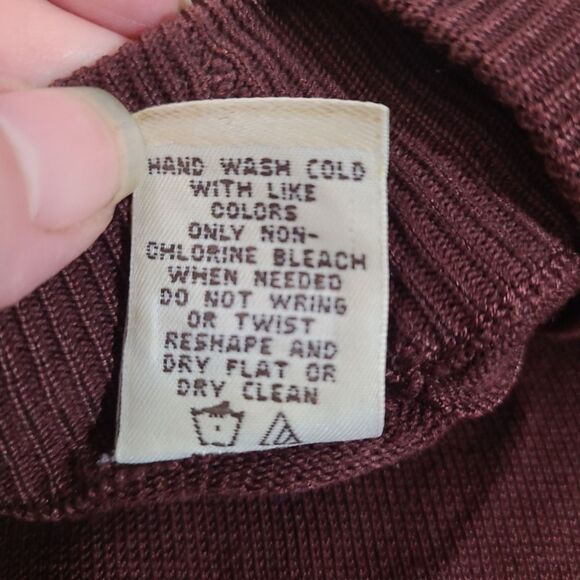 HAND WASH COLD
WITH LIKE
COLORS
ONLY NON-
CHLORINE BLEACH
WHEN NEEDED
DO NOT WRING
OR TWIST
RESHAPE AND
DRY FLAT OR
DRY CLEAN